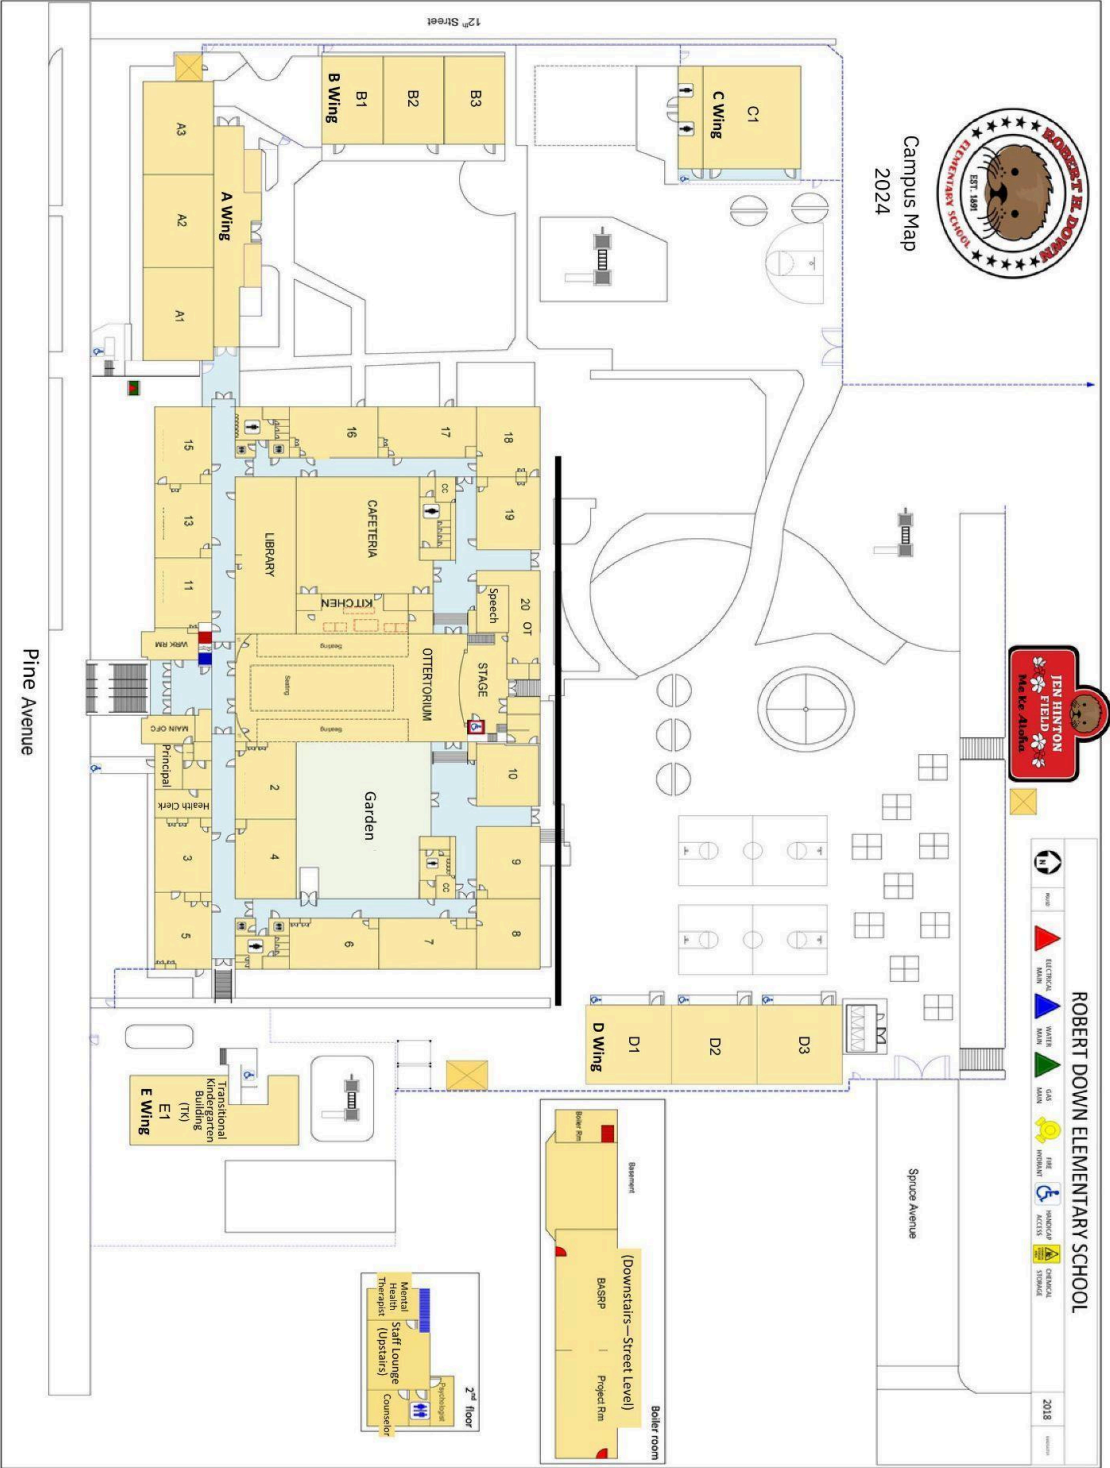 12th Street
ROBERT H. DOWN
EST. 1891
ELEMENTARY SCHOOL
Campus Map
2024
ROBERT DOWN ELEMENTARY SCHOOL
N
ELECTRICAL
MAIN
WATER
MAIN
GAS
MAIN
FIRE
HYDRANT
HANDICAP
ACCESS
CHEMICAL
STORAGE
2018
JEN HINTON
FIELD
Me Ke Aloha
Spruce Avenue
C1
C Wing
B3
B2
B1
B Wing
A Wing
A3
A2
A1
18
17
16
15
19
CC
CAFETERIA
LIBRARY
13
11
20
OT
Speech
KITCHEN
WRK RM
STAGE
OTTERTORIUM
Seating
Seating
Seating
MAIN OFC
Principal
Health Clerk
10
Garden
2
4
3
9
CC
8
7
6
5
D3
D2
D1
D Wing
Transitional
Kindergarten
Building
(TK)
E1
E Wing
Boiler room
(Downstairs—Street Level)
Basement
Boiler Rm
BASRP
Project Rm
2nd floor
Mental
Health
Therapist
Staff Lounge
(Upstairs)
Psychologist
Counselor
Pine Avenue